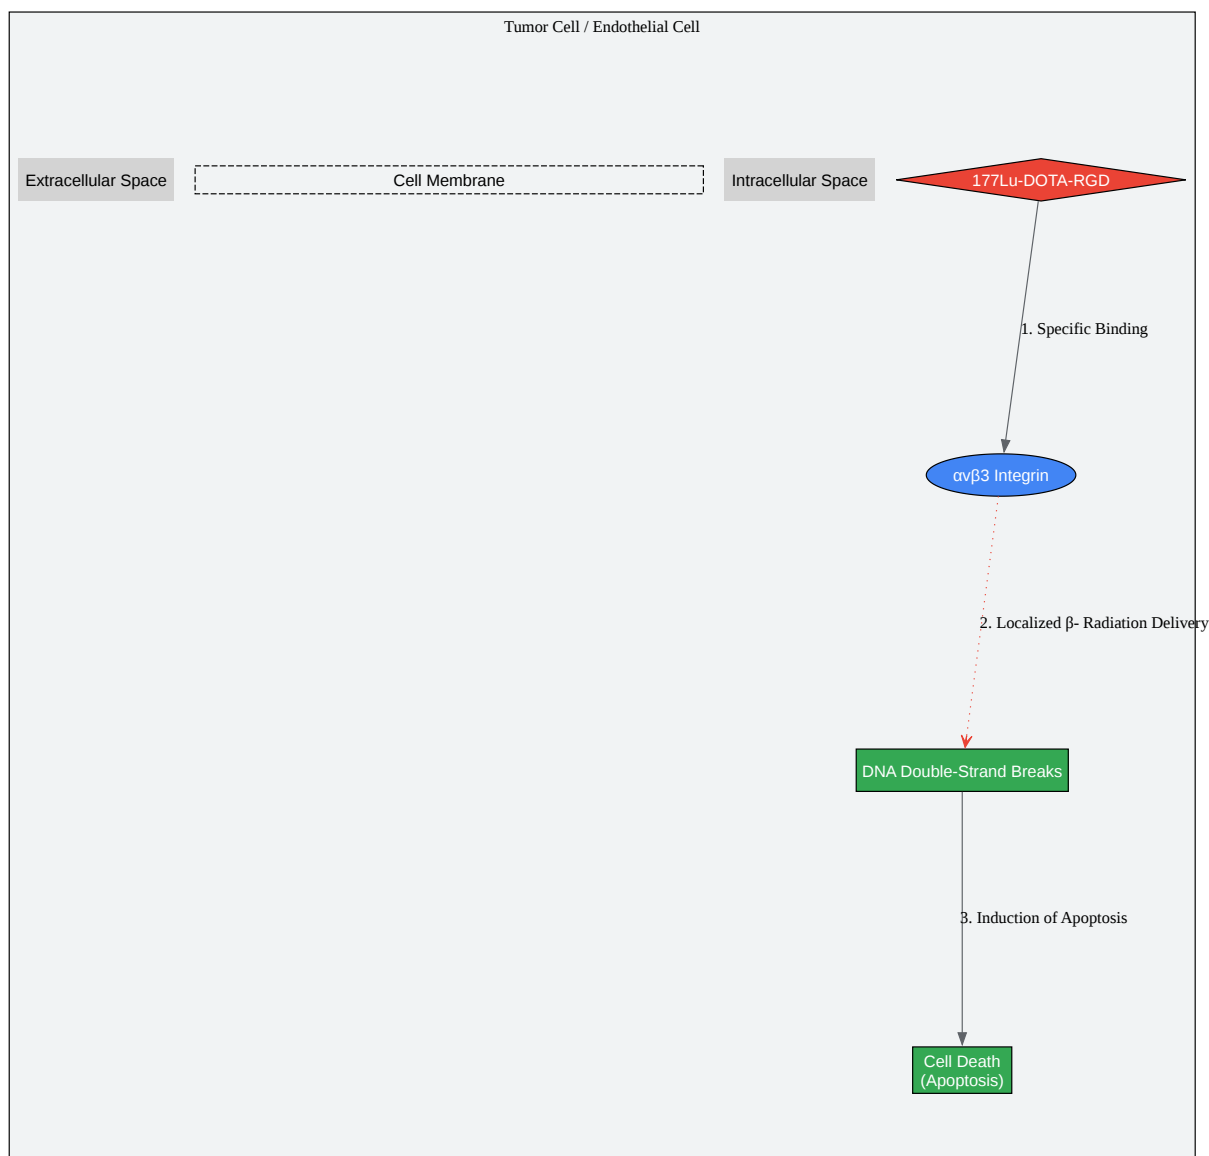 Tumor Cell / Endothelial Cell
Extracellular Space
Cell Membrane
Intracellular Space
177Lu-DOTA-RGD
1. Specific Binding
αvβ3 Integrin
2. Localized β- Radiation Delivery
DNA Double-Strand Breaks
3. Induction of Apoptosis
Cell Death
(Apoptosis)